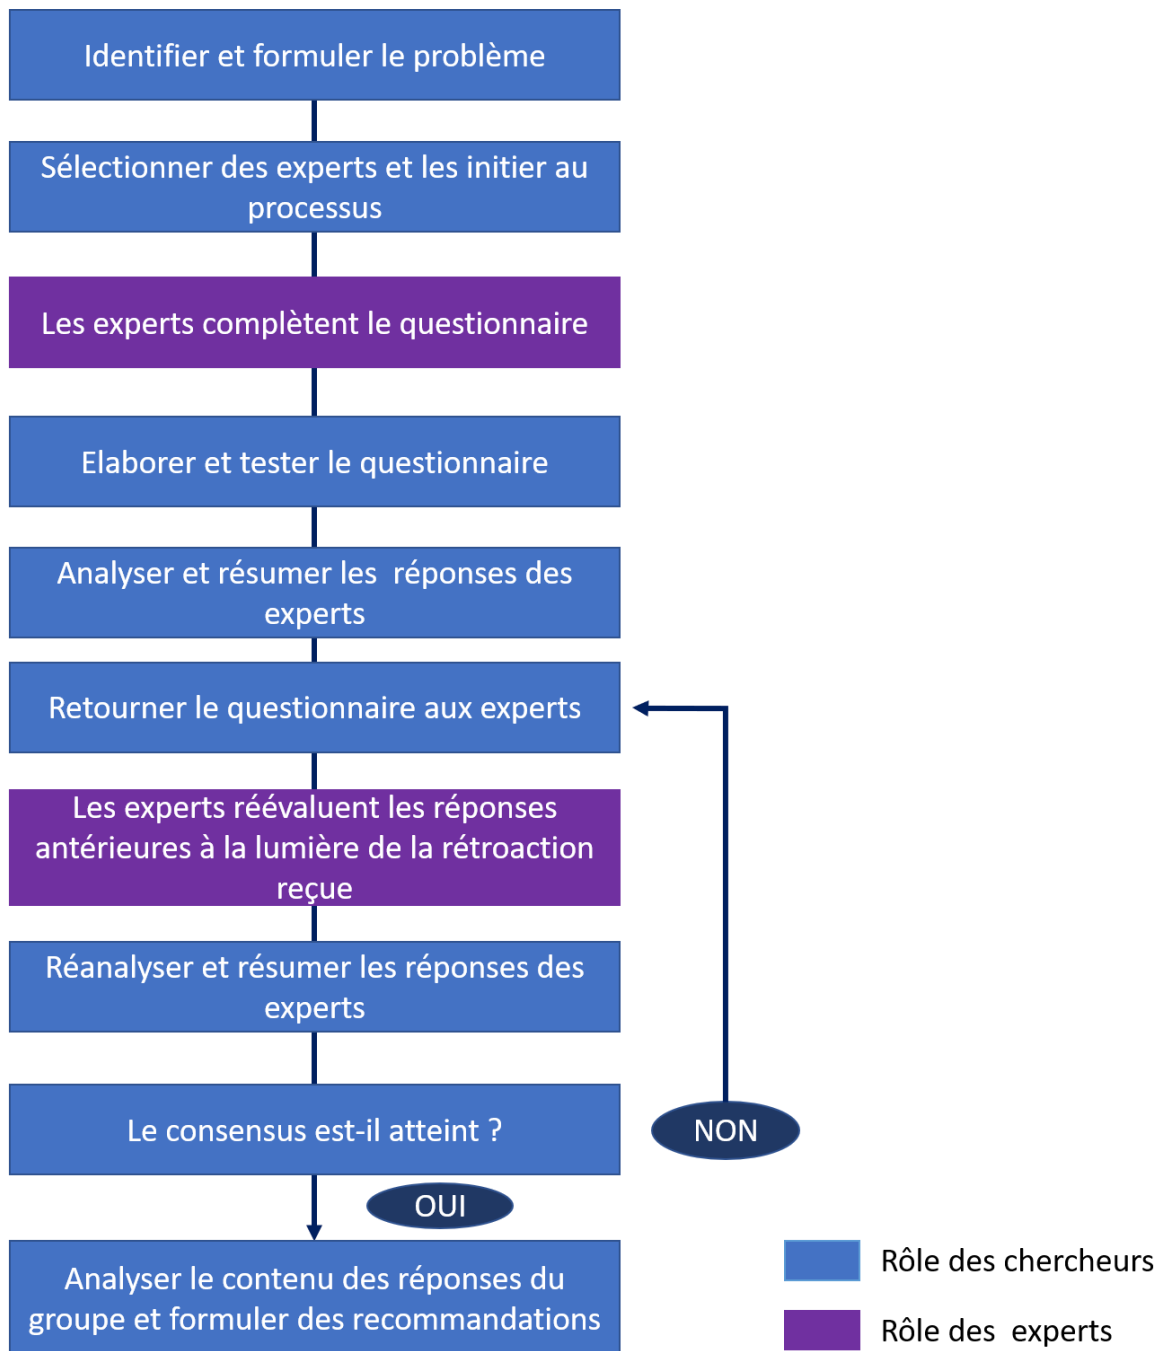 Identifier et formuler le problème
Sélectionner des experts et les initier au
processus
Les experts complètent le questionnaire
Elaborer et tester le questionnaire
Analyser et résumer les  réponses des
experts
Retourner le questionnaire aux experts
Les experts réévaluent les réponses
antérieures à la lumière de la rétroaction
reçue
Réanalyser et résumer les réponses des
experts
Le consensus est-il atteint ?
NON
OUI
Analyser le contenu des réponses du
groupe et formuler des recommandations
Rôle des chercheurs
Rôle des  experts